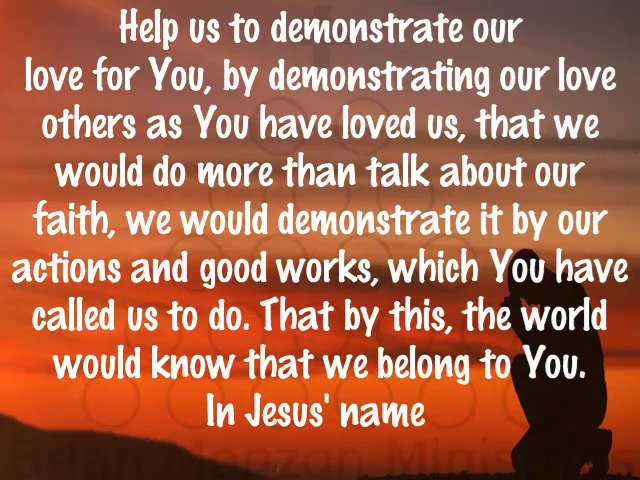 Help us to demonstrate our
love for You, by demonstrating our love
others as You have loved us, that we
would do more than talk about our
faith, we would demonstrate it by our
actions and good works, which You have
called us to do. That by this, the world
would know that we belong to You.
In Jesus' name
Brian Monzon Ministries